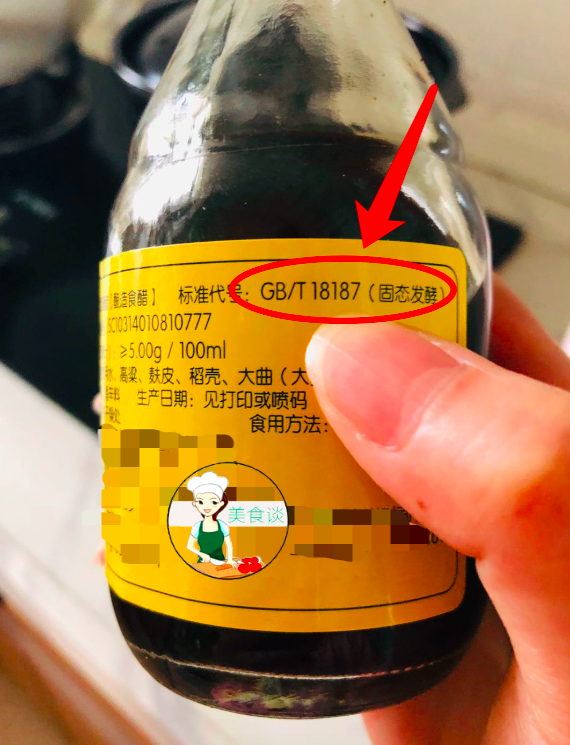 酿造食醋】 标准代号：GB/T 18187（固态发酵）
SC10314010810777
：≥5.00g / 100ml
水、高粱、麸皮、稻壳、大曲（大
生产日期：见打印或喷码
食用方法：
美食谈